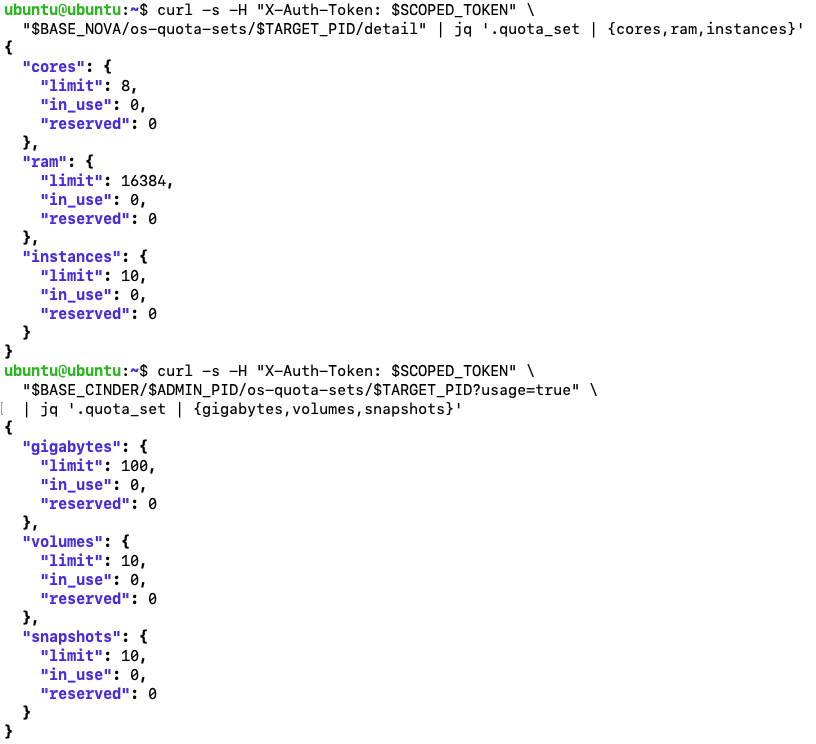 ubuntu@ubuntu:~$ curl -s -H "X-Auth-Token: $SCOPED_TOKEN" \
  "$BASE_NOVA/os-quota-sets/$TARGET_PID/detail" | jq '.quota_set | {cores,ram,instances}'
{
  "cores": {
    "limit": 8,
    "in_use": 0,
    "reserved": 0
  },
  "ram": {
    "limit": 16384,
    "in_use": 0,
    "reserved": 0
  },
  "instances": {
    "limit": 10,
    "in_use": 0,
    "reserved": 0
  }
}
ubuntu@ubuntu:~$ curl -s -H "X-Auth-Token: $SCOPED_TOKEN" \
  "$BASE_CINDER/$ADMIN_PID/os-quota-sets/$TARGET_PID?usage=true" \
[  | jq '.quota_set | {gigabytes,volumes,snapshots}'
{
  "gigabytes": {
    "limit": 100,
    "in_use": 0,
    "reserved": 0
  },
  "volumes": {
    "limit": 10,
    "in_use": 0,
    "reserved": 0
  },
  "snapshots": {
    "limit": 10,
    "in_use": 0,
    "reserved": 0
  }
}